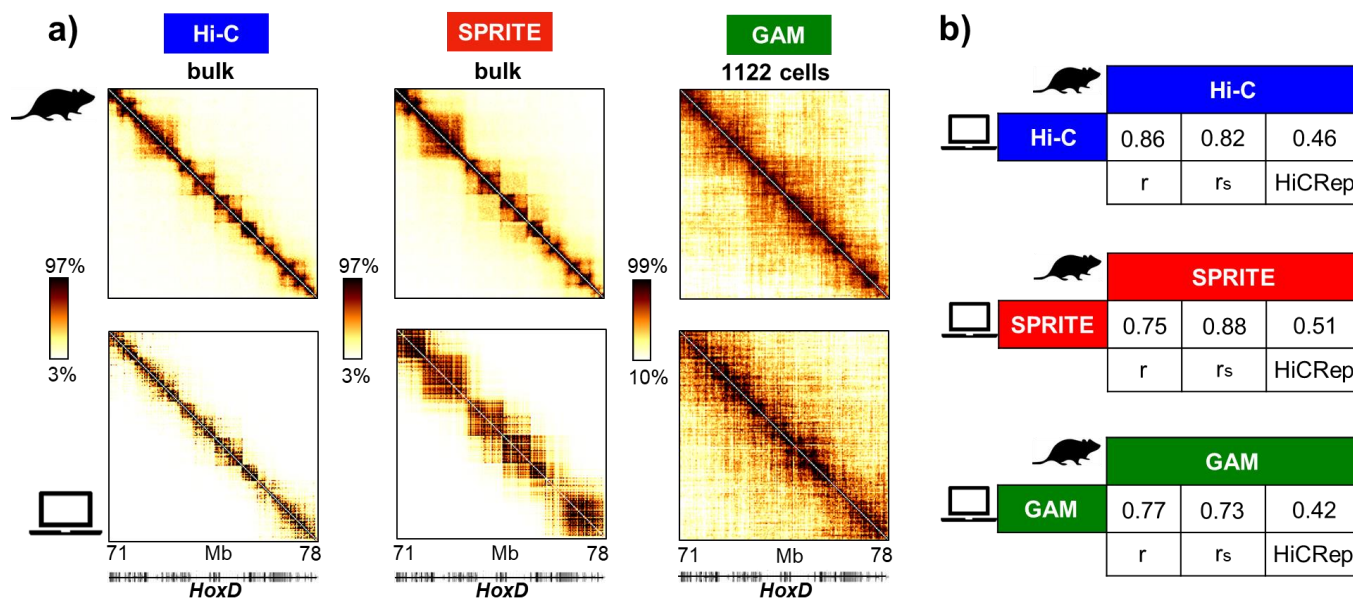 a)
Hi-C
SPRITE
GAM
bulk
bulk
1122 cells
97%
3%
97%
3%
99%
10%
71 Mb 78
71 Mb 78
71 Mb 78
HoxD
HoxD
HoxD
b)
Hi-C
Hi-C 0.86 0.82 0.46
r rs HiCRep
SPRITE
SPRITE 0.75 0.88 0.51
r rs HiCRep
GAM
GAM 0.77 0.73 0.42
r rs HiCRep